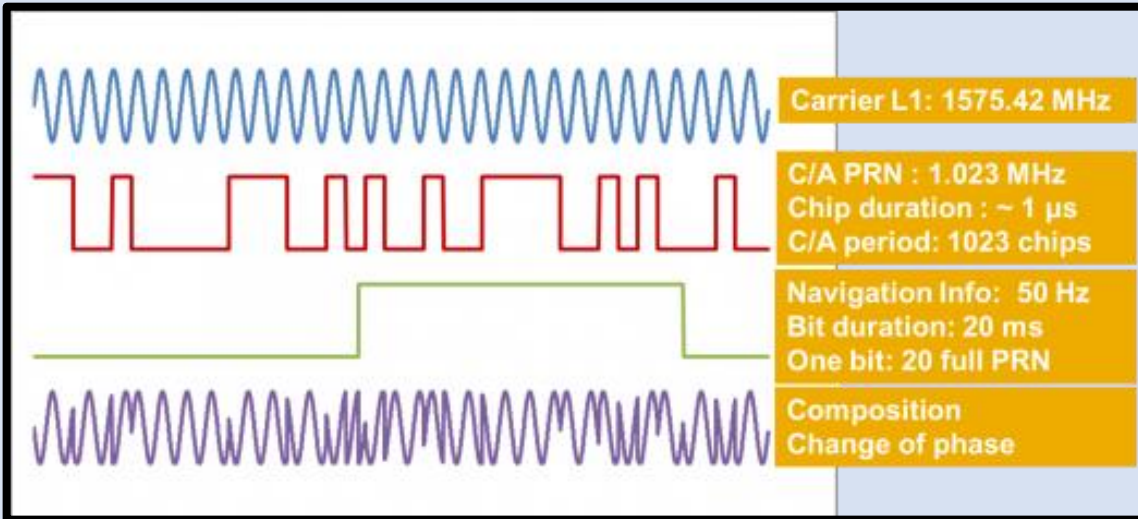 Carrier L1: 1575.42 MHz
C/A PRN : 1.023 MHz
Chip duration : ~ 1 µs
C/A period: 1023 chips
Navigation Info: 50 Hz
Bit duration: 20 ms
One bit: 20 full PRN
Composition
Change of phase